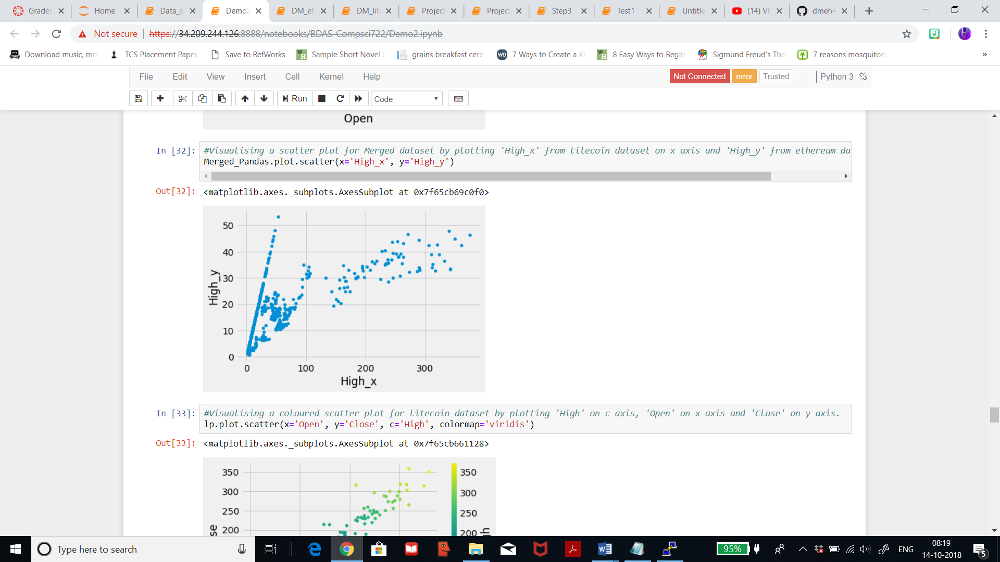 Grades Home Data_d Demo2 DM_et DM_lit Project Project Step3 Test1 Untitle (14) VI dmeh4
Not secure https://34.209.244.126:8888/notebooks/BDAS-Compsci722/Demo2.ipynb
Download music, mo TCS Placement Paper Save to RefWorks Sample Short Novel grains breakfast cere WD 7 Ways to Create a Ki 8 Easy Ways to Begin Sigmund Freud's The 7 reasons mosquitoe »
File Edit View Insert Cell Kernel Help Not Connected error Trusted Python 3
Run Code
Open
In [32]: #Visualising a scatter plot for Merged dataset by plotting 'High_x' from litecoin dataset on x axis and 'High_y' from ethereum da
Merged_Pandas.plot.scatter(x='High_x', y='High_y')
Out[32]: <matplotlib.axes._subplots.AxesSubplot at 0x7f65cb69c0f0>
50
40
30
20
10
0
High_y
0 100 200 300
High_x
In [33]: #Visualising a coloured scatter plot for litecoin dataset by plotting 'High' on c axis, 'Open' on x axis and 'Close' on y axis.
lp.plot.scatter(x='Open', y='Close', c='High', colormap='viridis')
Out[33]: <matplotlib.axes._subplots.AxesSubplot at 0x7f65cb661128>
350 350
300 300
250 250
200 200
se
gh
Type here to search 95% ENG 08:19
14-10-2018 5